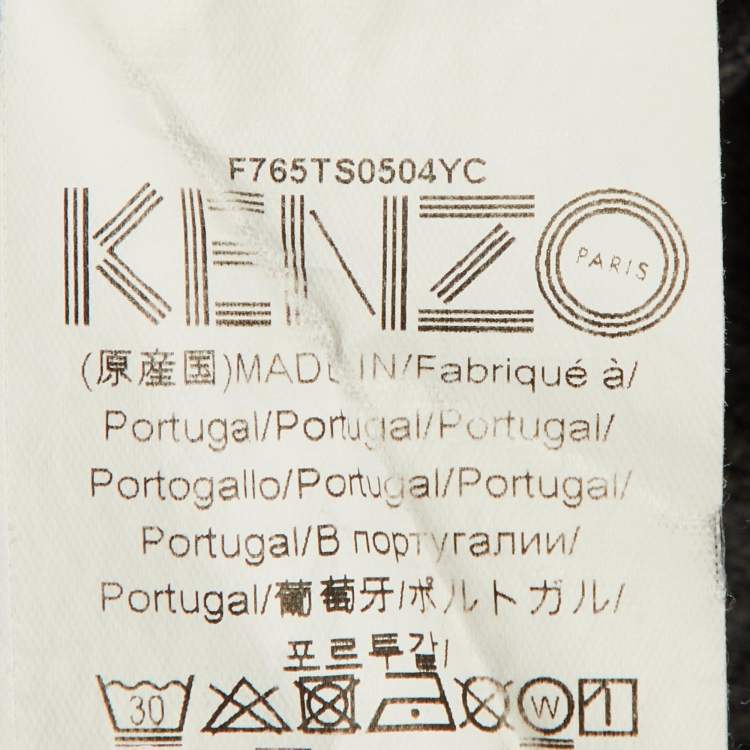 F765TS0504YC
KENZO
PARIS
(原産国)MADE IN/Fabriqué à/
Portugal/Portugal/Portugal/
Portogallo/Portugal/Portugal/
Portugal/В португалии/
Portugal/葡萄牙/ポルトガル/
포르투갈/
30 W